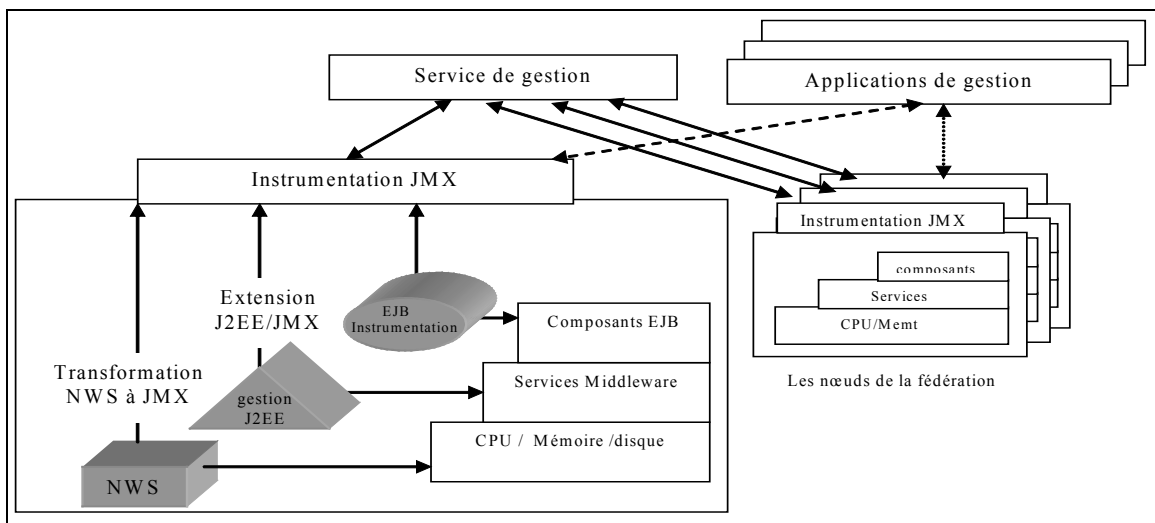 Service de gestion
Applications de gestion
Instrumentation JMX
Instrumentation JMX
composants
Services
CPU/Memt
Les nœuds de la fédération
Extension
J2EE/JMX
EJB
Instrumentation
Composants EJB
Transformation
NWS à JMX
gestion
J2EE
Services Middleware
CPU / Mémoire /disque
NWS